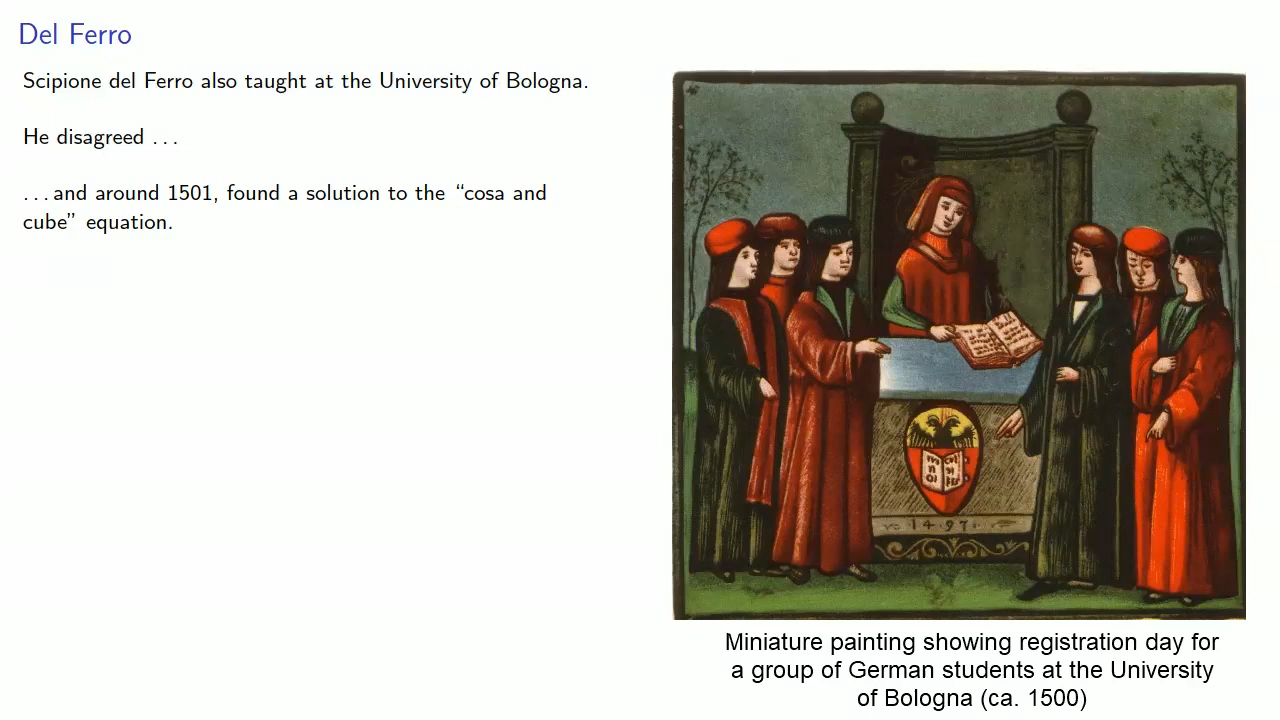 Del Ferro
Scipione del Ferro also taught at the University of Bologna.
He disagreed . . .
. . . and around 1501, found a solution to the “cosa and
cube” equation.
1497
Miniature painting showing registration day for
a group of German students at the University
of Bologna (ca. 1500)